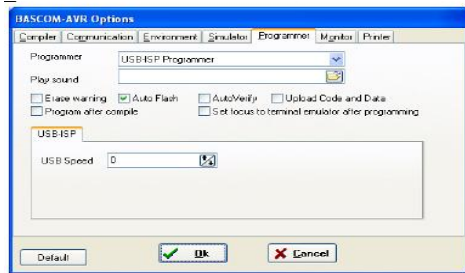 BASCOM-AVR Options
Compiler Communication Environment Simulator Programmer Monitor Printer
Programmer USB-ISP Programmer
Play sound
Erase warning Auto Flash AutoVerify Upload Code and Data
Program after compile Set focus to terminal emulator after programming
USB-ISP
USB Speed 0
Default Ok Cancel